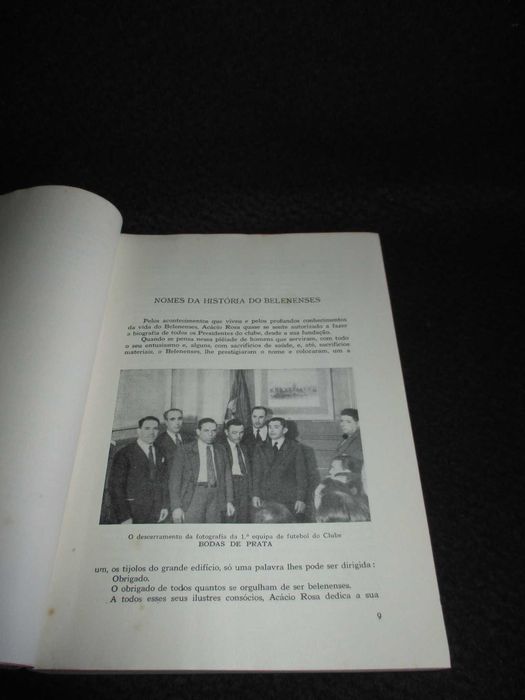 NOMES DA HISTÓRIA DO BELENENSES
Pelos acontecimentos que viveu e pelos profundos conhecimentos
da vida do Belenenses, Acácio Rosa quase se sente autorizado a fazer
a biografia de todos os Presidentes do clube, desde a sua fundação.
Quando se pensa nessa plêiade de homens que serviram, com todo
o seu entusismo e, alguns, com sacrifícios de saúde, e, até, sacrifícios
materiais, o Belenenses, lhe prestigiaram o nome e colocaram, um a
O descerramento da fotografia da 1.ª equipa de futebol do Clube
BODAS DE PRATA
um, os tijolos do grande edifício, só uma palavra lhes pode ser dirigida:
Obrigado.
O obrigado de todos quantos se orgulham de ser belenenses.
A todos esses seus ilustres consócios, Acácio Rosa dedica a sua
9